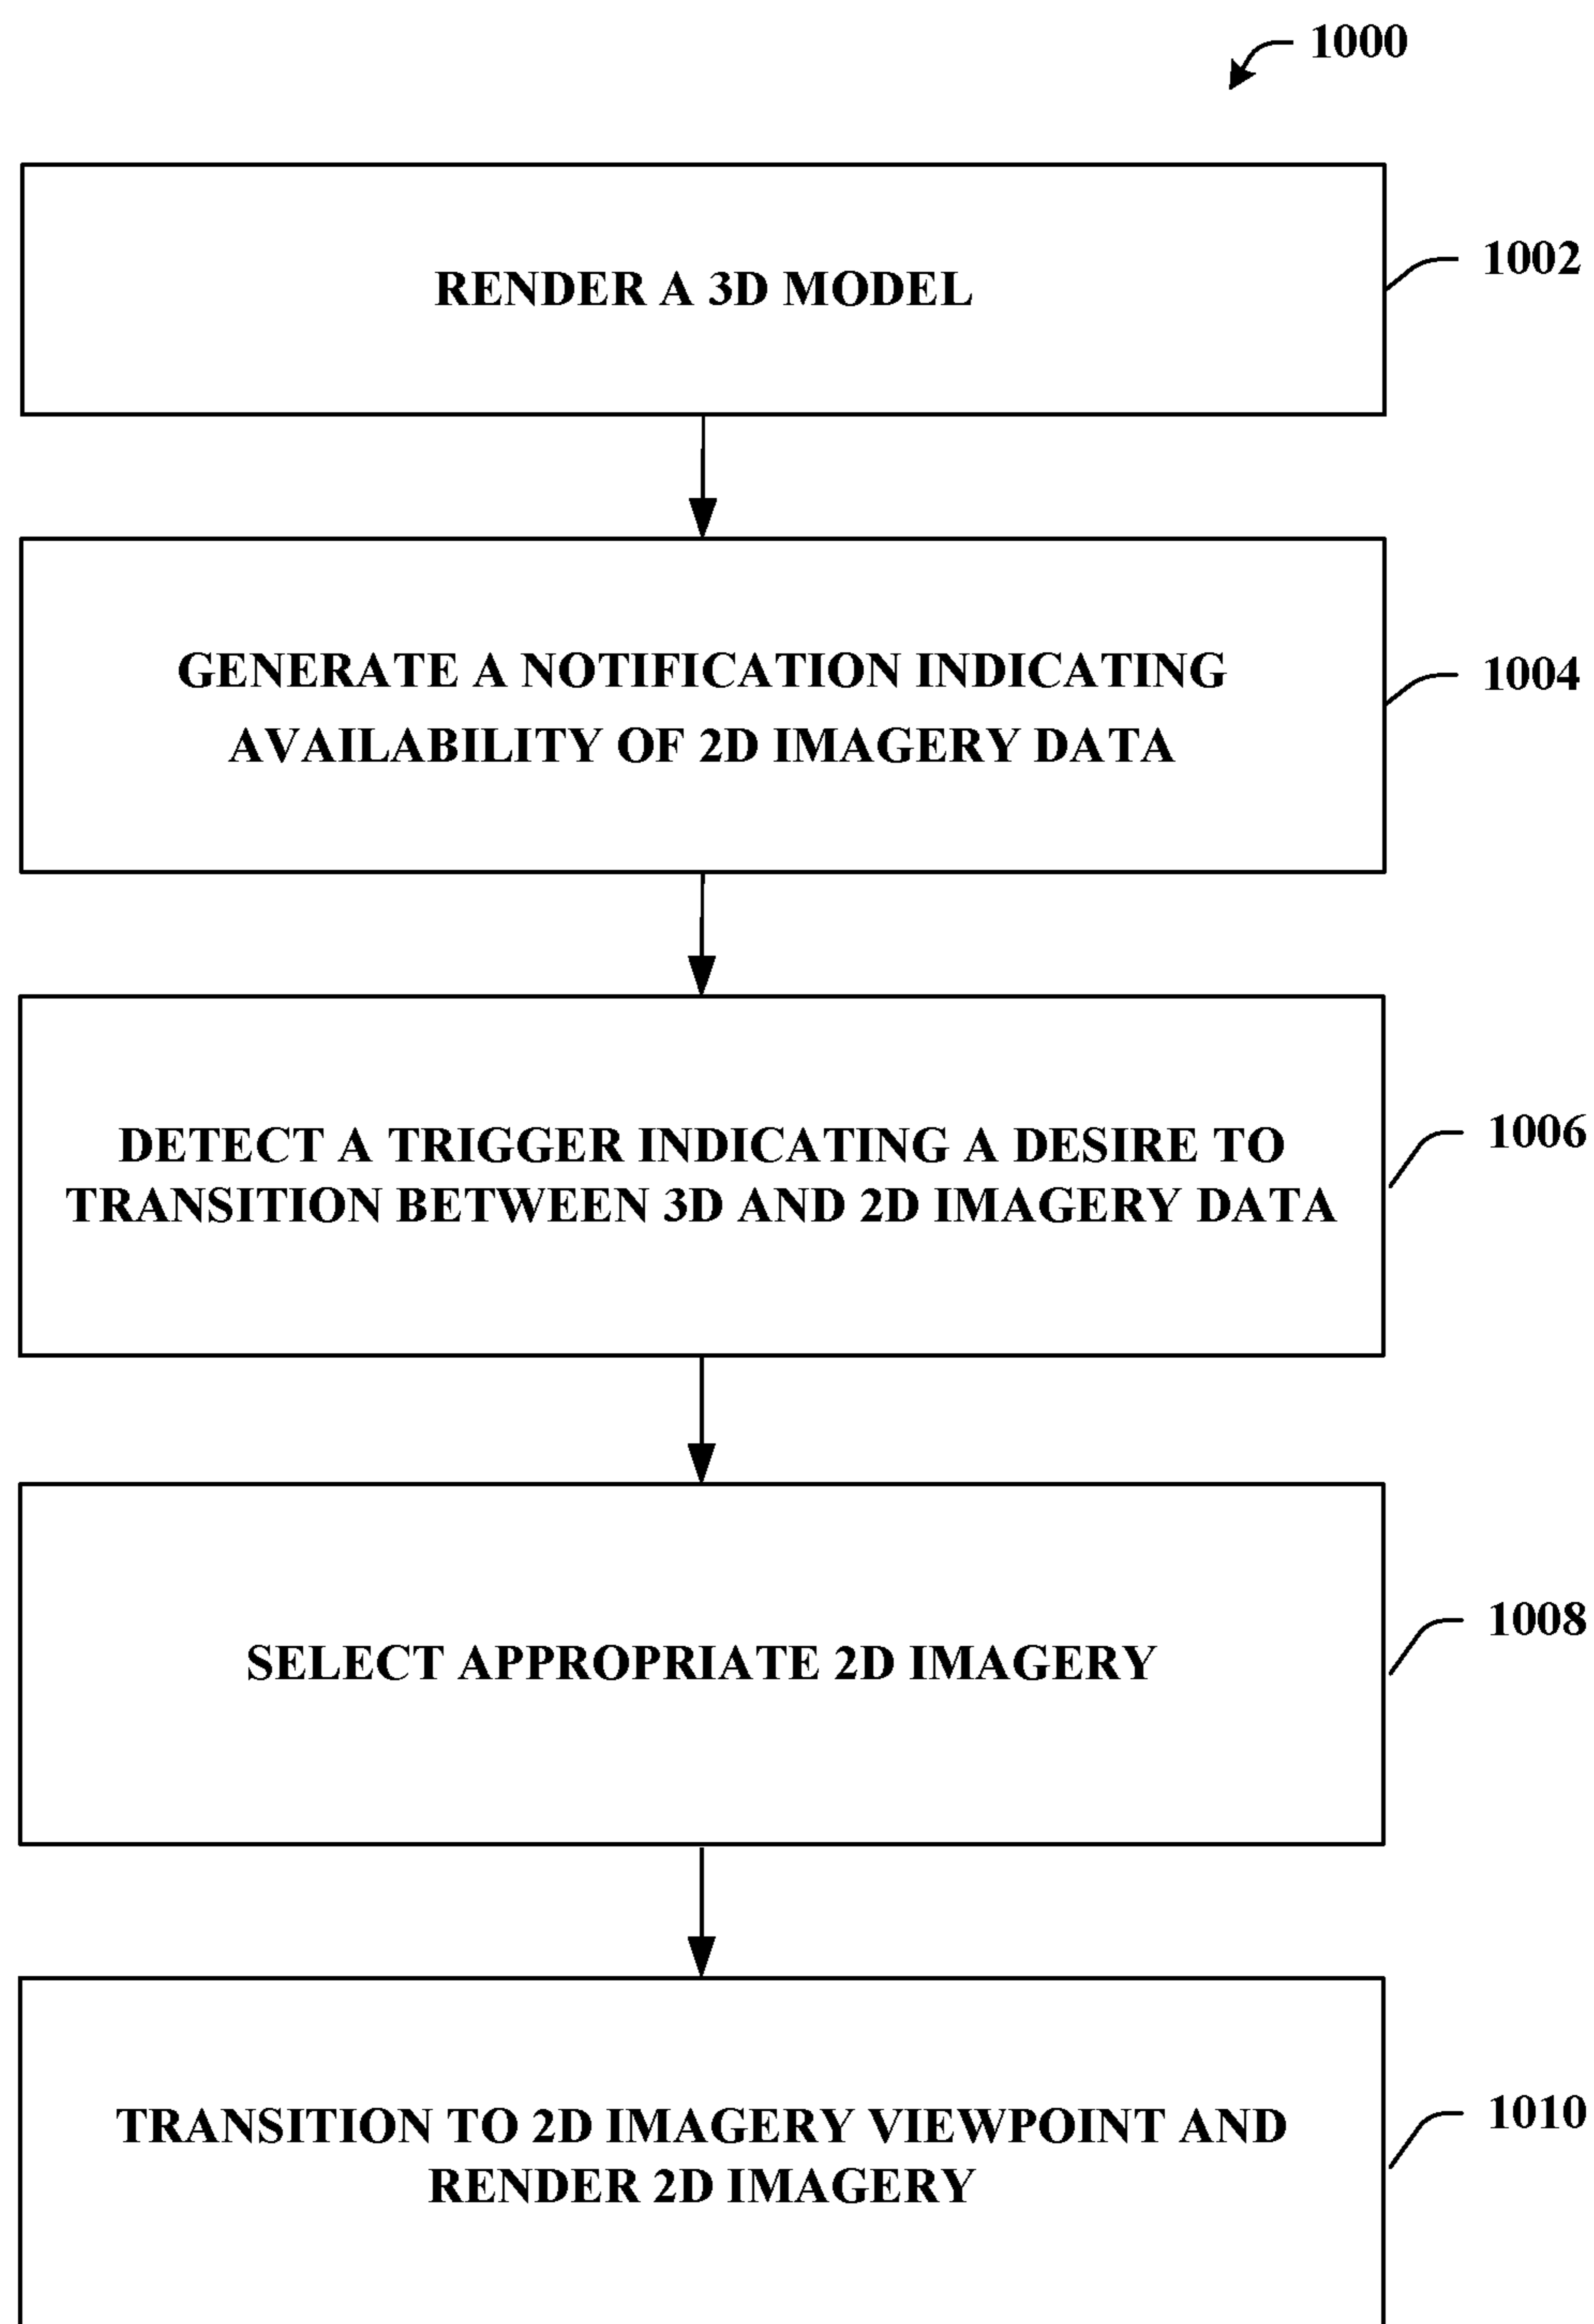 1000
RENDER A 3D MODEL
1002
GENERATE A NOTIFICATION INDICATING
AVAILABILITY OF 2D IMAGERY DATA
1004
DETECT A TRIGGER INDICATING A DESIRE TO
TRANSITION BETWEEN 3D AND 2D IMAGERY DATA
1006
SELECT APPROPRIATE 2D IMAGERY
1008
TRANSITION TO 2D IMAGERY VIEWPOINT AND
RENDER 2D IMAGERY
1010